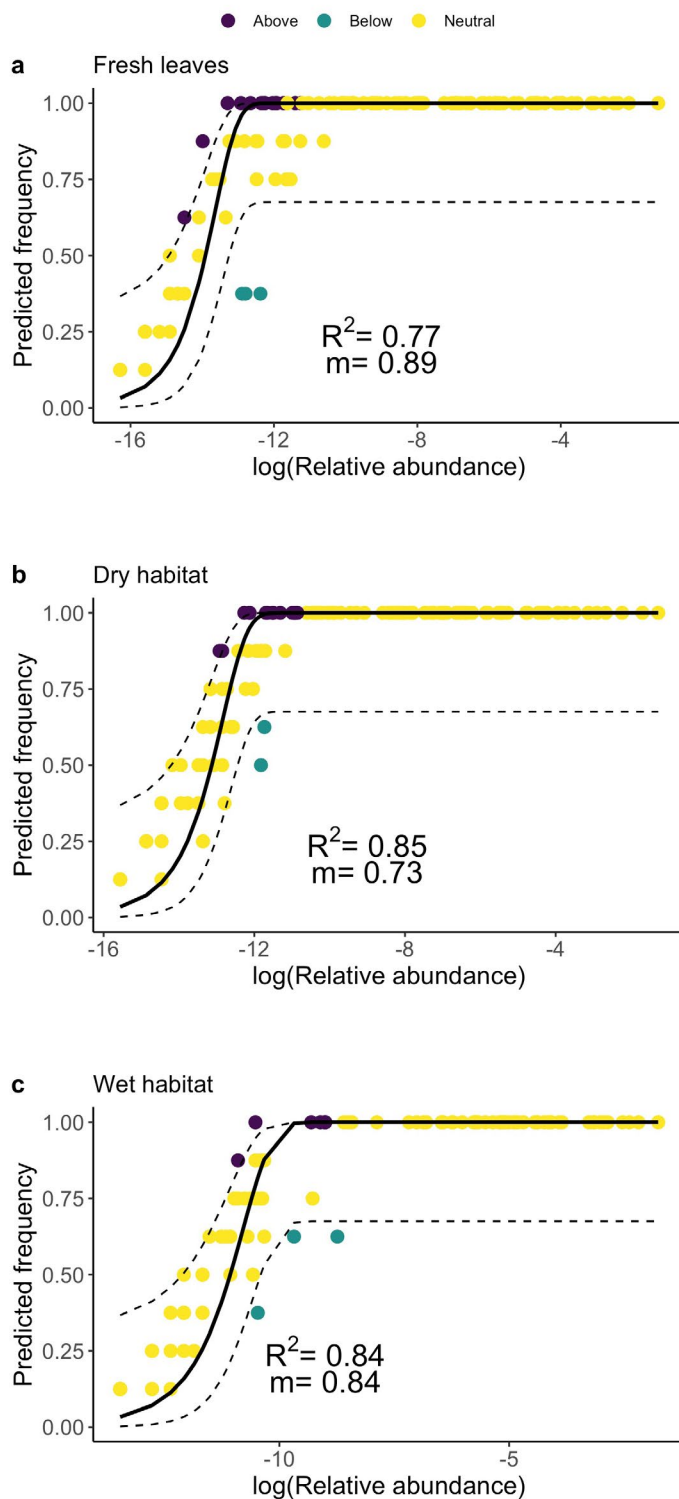 Above Below Neutral
a Fresh leaves
1.00
0.75
0.50
0.25
0.00
Predicted frequency
R²= 0.77
m= 0.89
-16 -12 -8 -4
log(Relative abundance)
b Dry habitat
1.00
0.75
0.50
0.25
0.00
Predicted frequency
R²= 0.85
m= 0.73
-16 -12 -8 -4
log(Relative abundance)
c Wet habitat
1.00
0.75
0.50
0.25
0.00
Predicted frequency
R²= 0.84
m= 0.84
-10 -5
log(Relative abundance)